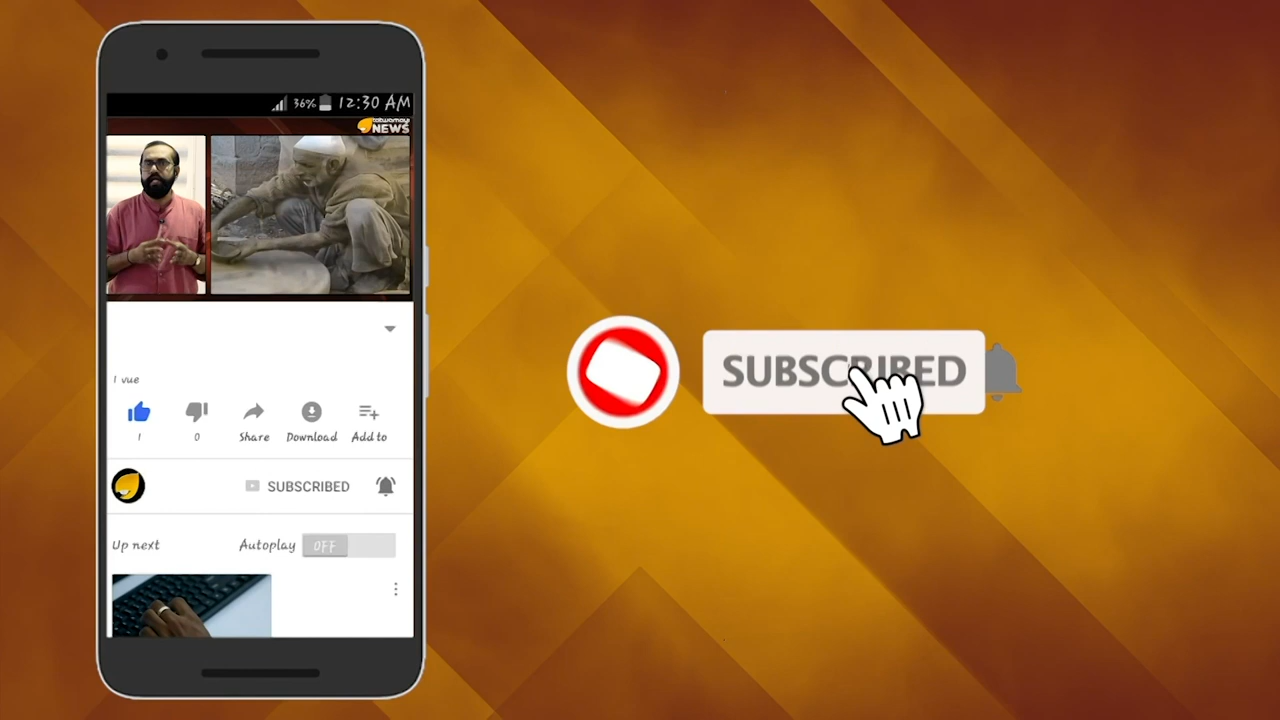 36% 12:30 AM
tatwamayi
NEWS
1 vue
1 0 Share Download Add to
SUBSCRIBED
Up next Autoplay OFF
SUBSCRIBED